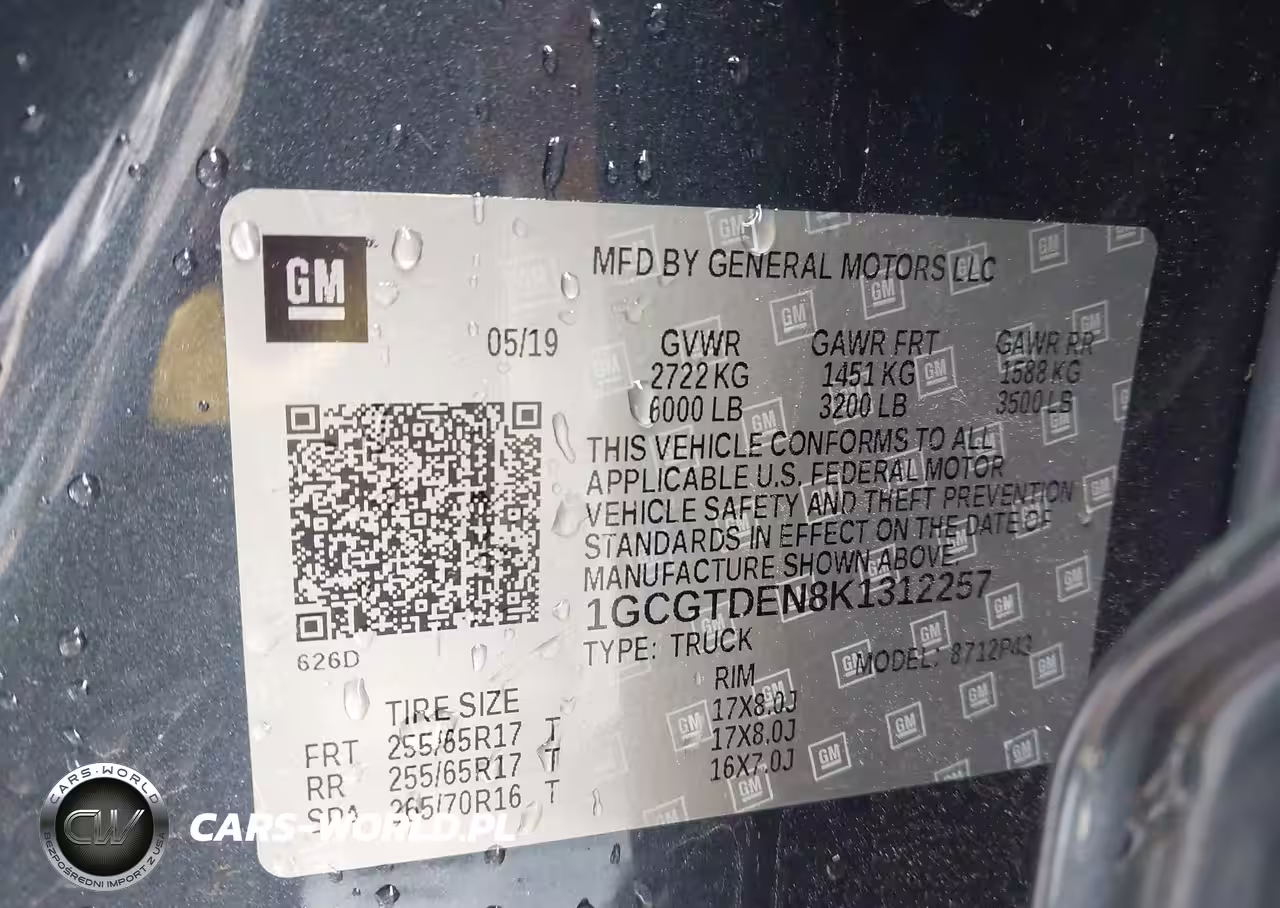 GM
MFD BY GENERAL MOTORS LLC
05/19
GVWR GAWR FRT GAWR RR
2722 KG 1451 KG 1588 KG
6000 LB 3200 LB 3500 LB
THIS VEHICLE CONFORMS TO ALL
APPLICABLE U.S. FEDERAL MOTOR
VEHICLE SAFETY AND THEFT PREVENTION
STANDARDS IN EFFECT ON THE DATE OF
MANUFACTURE SHOWN ABOVE.
1GCGTDEN8K1312257
TYPE: TRUCK MODEL: 8712P43
626D
TIRE SIZE RIM
FRT 255/65R17 T 17X8.0J
RR 255/65R17 T 17X8.0J
SPA 265/70R16 T 16X7.0J
CARS-WORLD
CW
BEZPOŚREDNI IMPORT Z USA
CARS-WORLD.PL